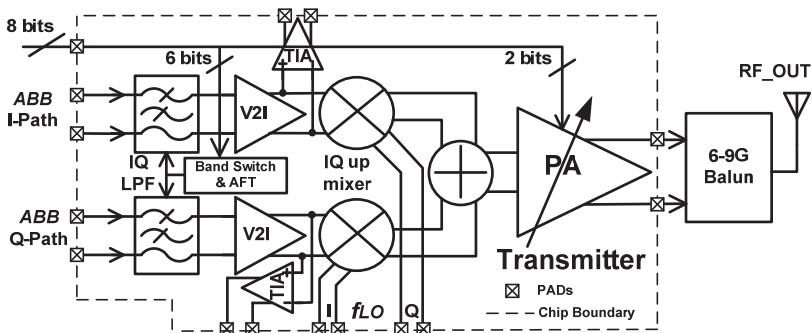 8 bits
6 bits
TIA
2 bits
RF_OUT
ABB
I-Path
V2I
IQ
LPF
Band Switch
& AFT
IQ up
mixer
PA
6-9G
Balun
ABB
Q-Path
V2I
TIA
Transmitter
I
fLO
Q
PADs
Chip Boundary